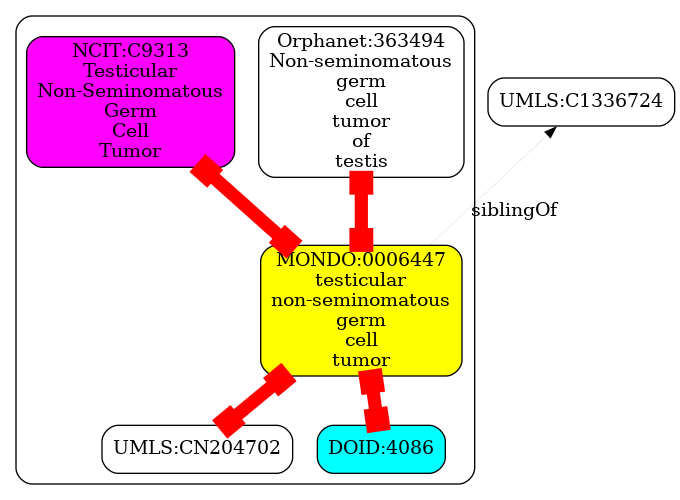 NCIT:C9313
Testicular
Non-Seminomatous
Germ
Cell
Tumor
Orphanet:363494
Non-seminomatous
germ
cell
tumor
of
testis
UMLS:C1336724
siblingOf
MONDO:0006447
testicular
non-seminomatous
germ
cell
tumor
UMLS:CN204702
DOID:4086